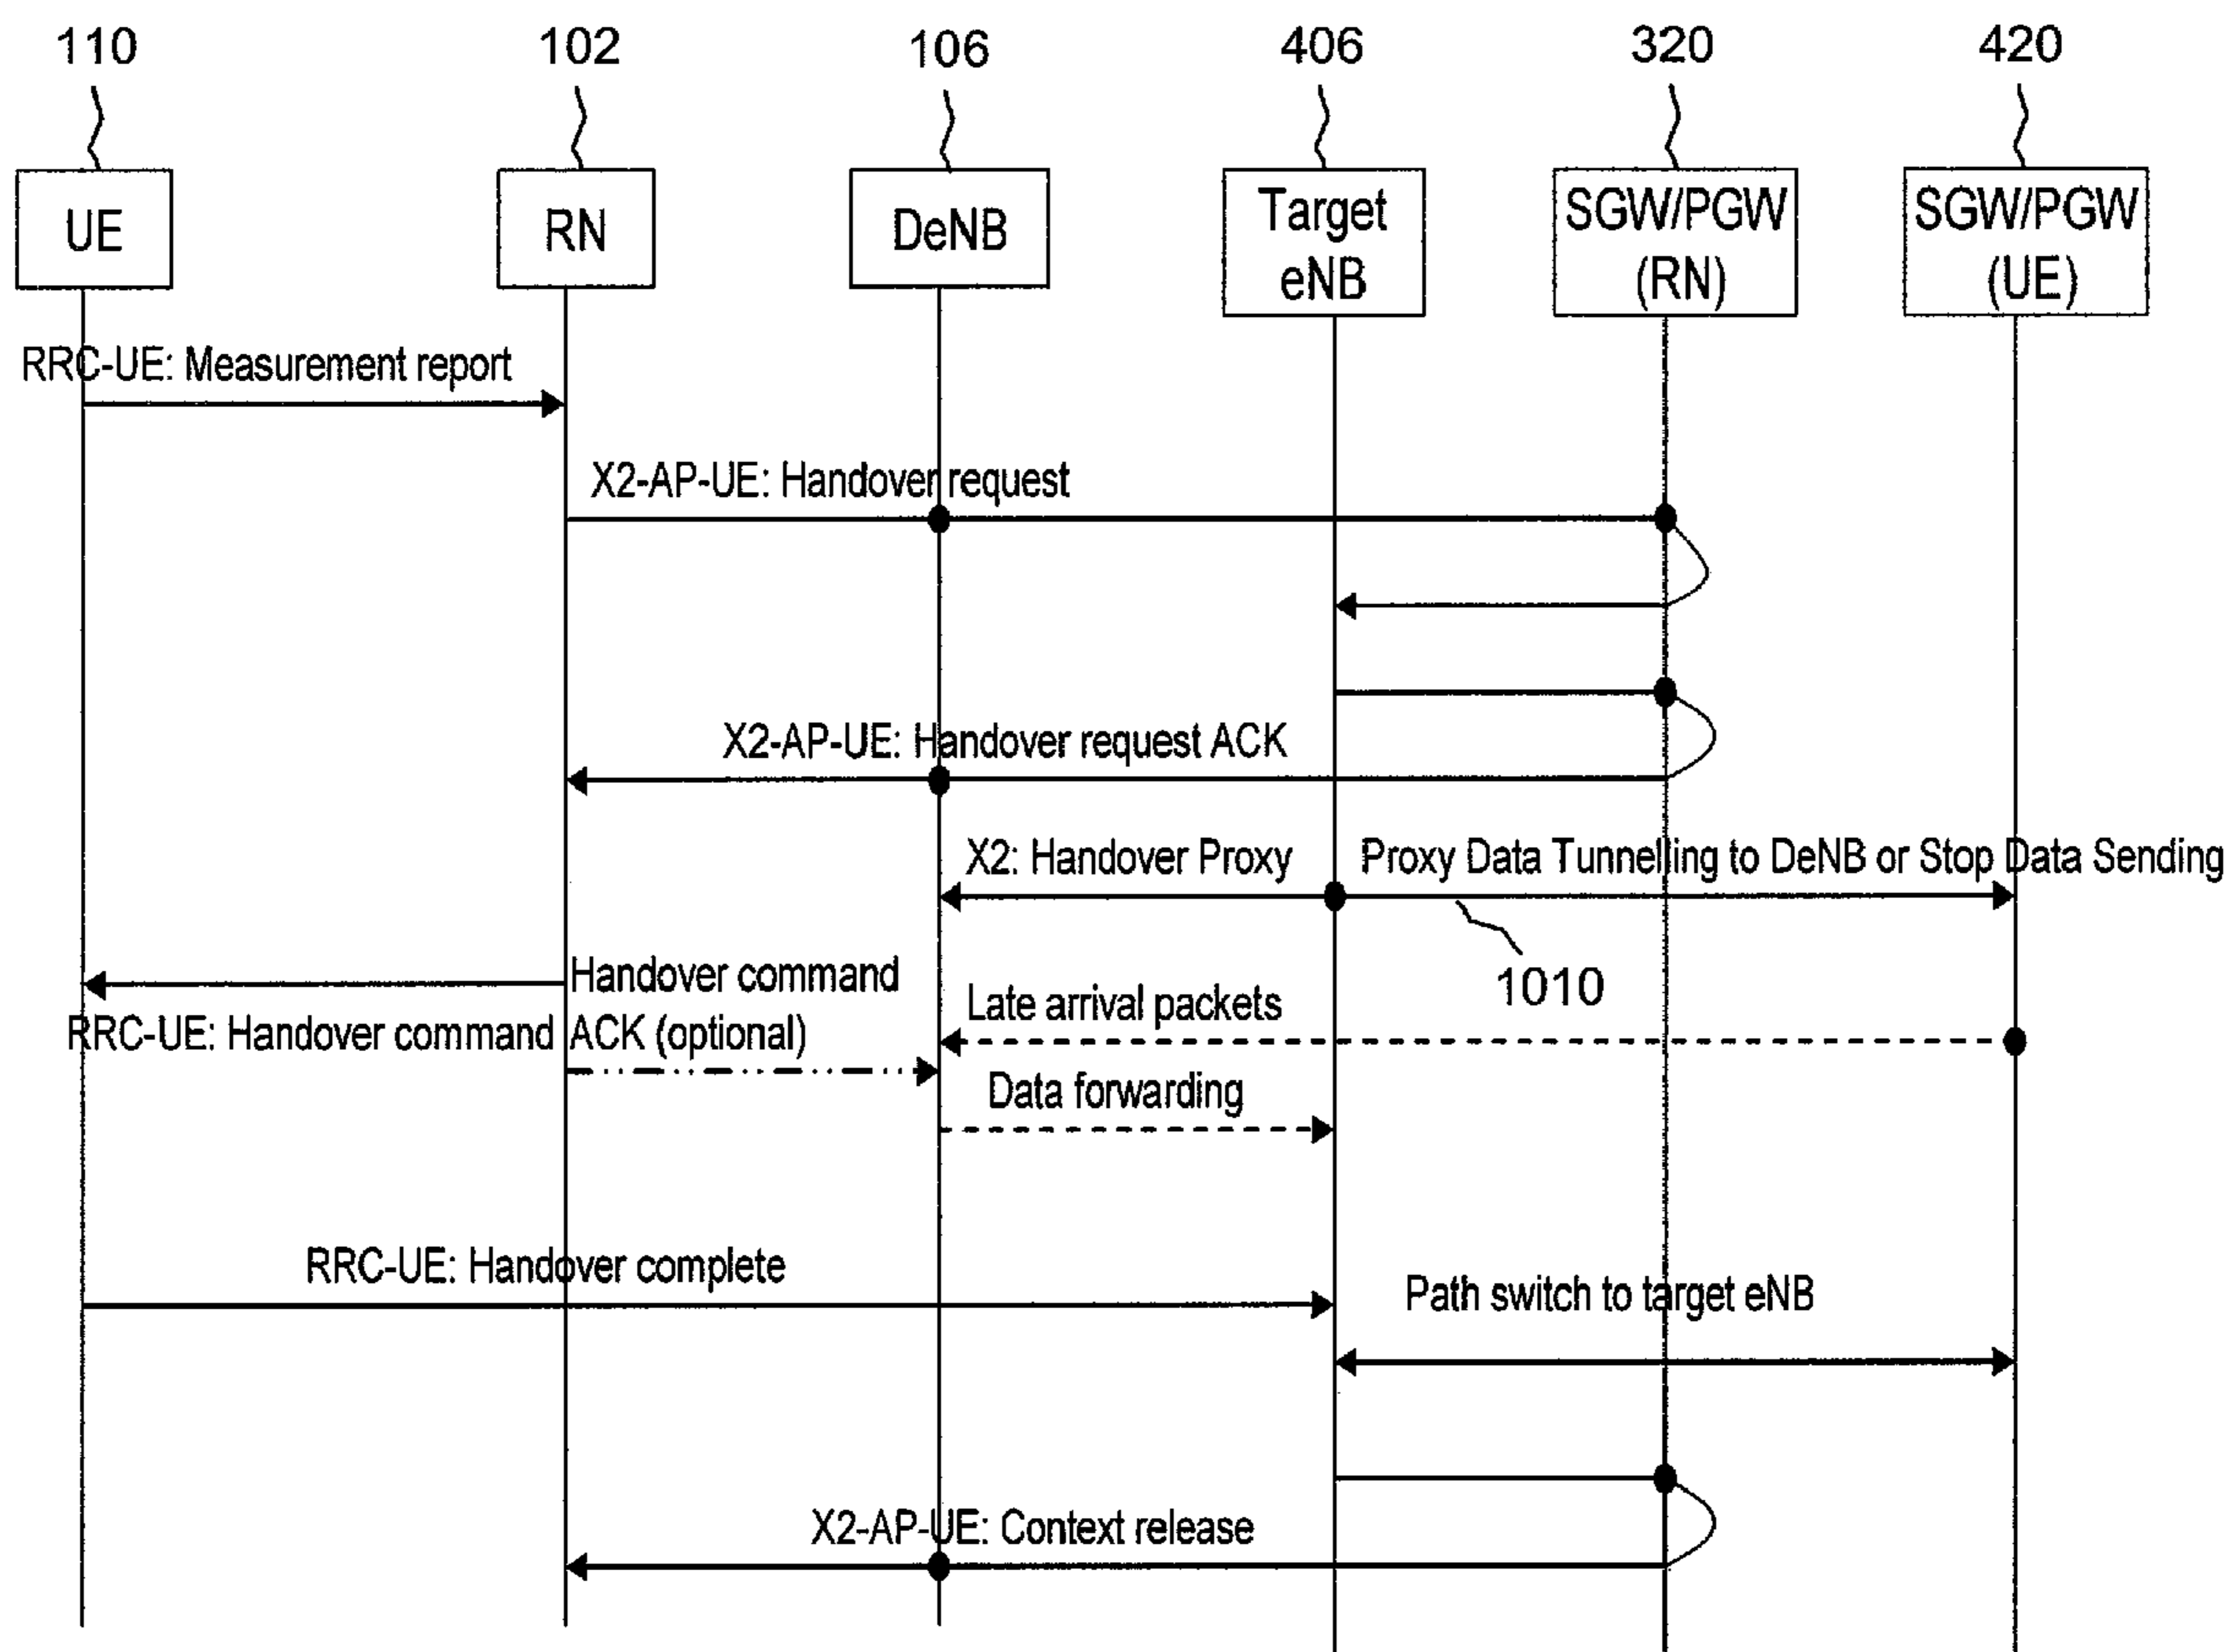 110
102
106
406
320
420
UE
RN
DeNB
Target
eNB
SGW/PGW
(RN)
SGW/PGW
(UE)
RRC-UE: Measurement report
X2-AP-UE: Handover request
X2-AP-UE: Handover request ACK
X2: Handover Proxy
Proxy Data Tunnelling to DeNB or Stop Data Sending
1010
Handover command
Late arrival packets
RRC-UE: Handover command ACK (optional)
Data forwarding
RRC-UE: Handover complete
Path switch to target eNB
X2-AP-UE: Context release